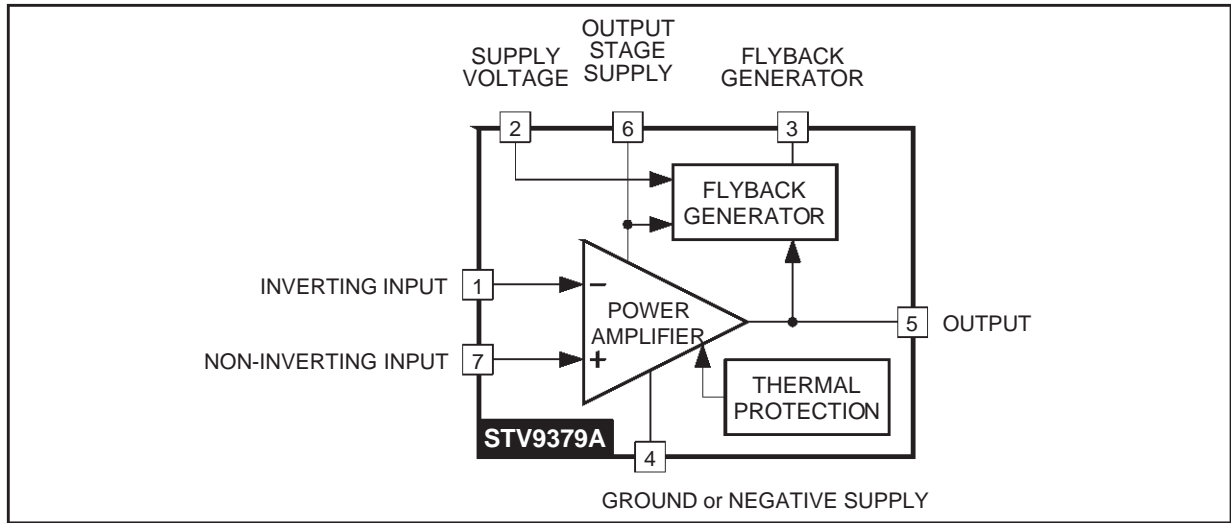 OUTPUT
STAGE
SUPPLY
SUPPLY
VOLTAGE
FLYBACK
GENERATOR
2
6
3
FLYBACK
GENERATOR
INVERTING INPUT
1
−
POWER
AMPLIFIER
5
OUTPUT
NON-INVERTING INPUT
7
+
THERMAL
PROTECTION
STV9379A
4
GROUND or NEGATIVE SUPPLY